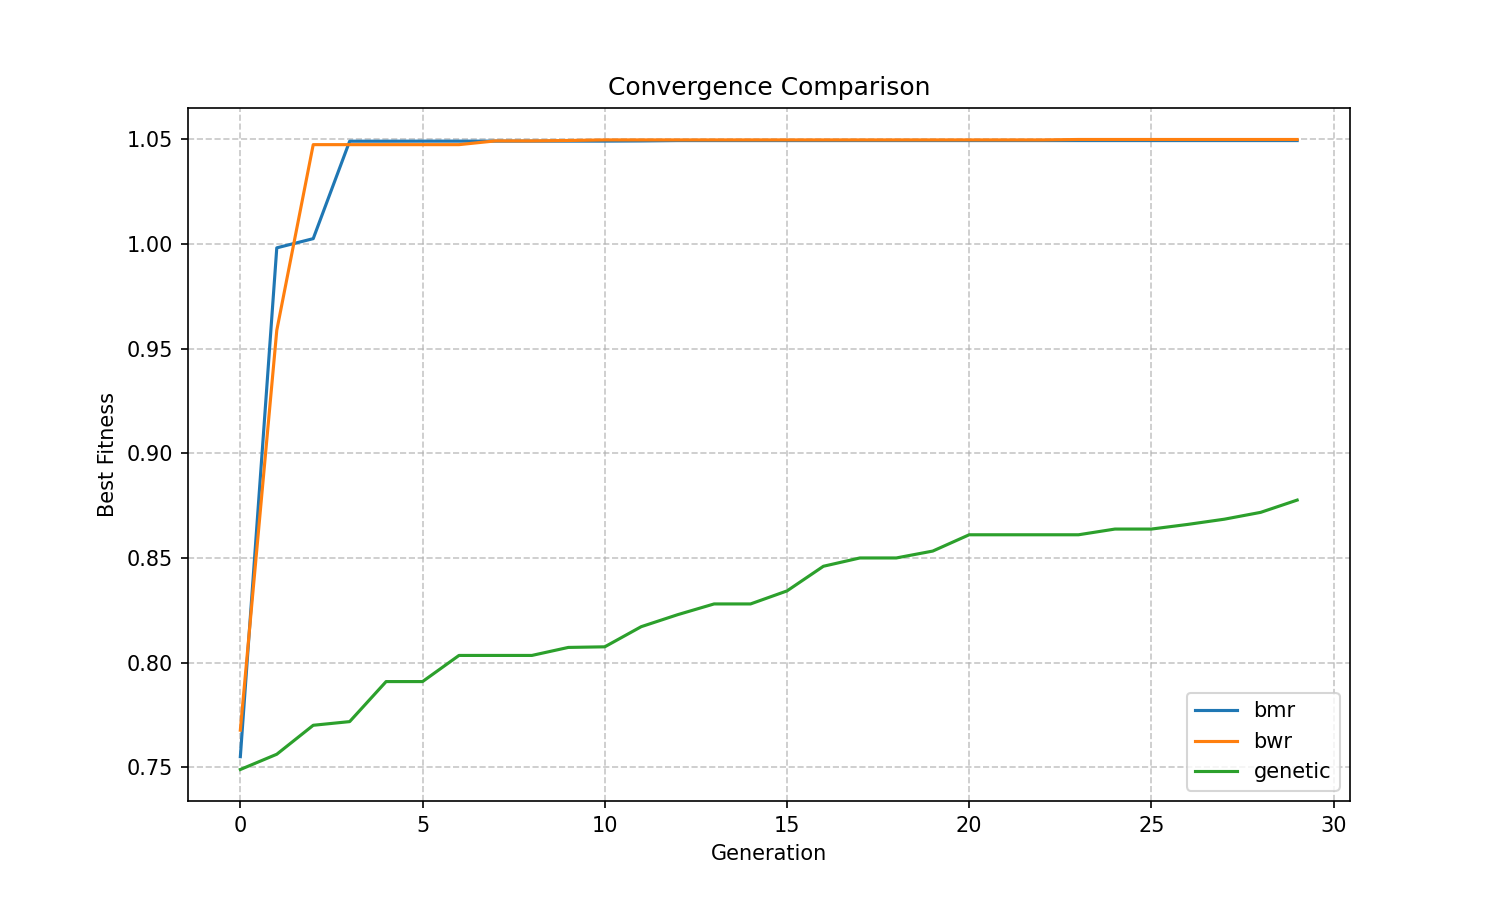 Convergence Comparison
1.05
1.00
0.95
0.90
0.85
0.80
0.75
Best Fitness
0 5 10 15 20 25 30
Generation
bmr
bwr
genetic